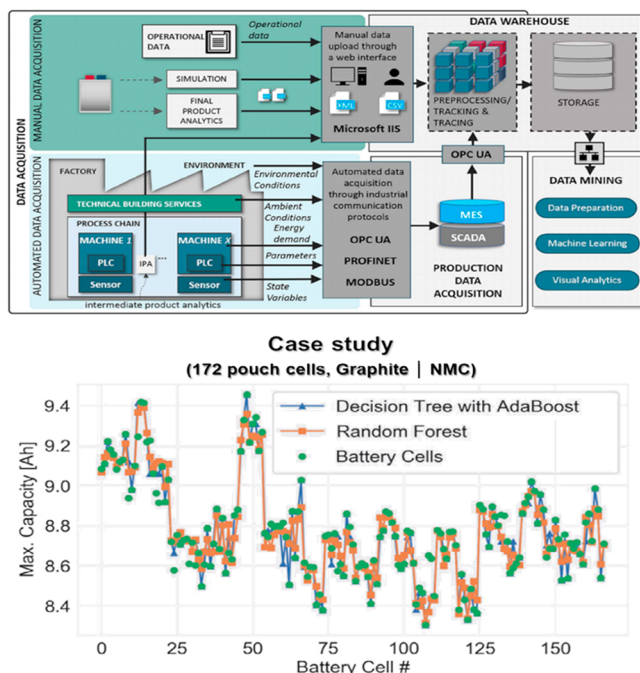 DATA ACQUISITION
MANUAL DATA ACQUISITION
OPERATIONAL
DATA
Operational
data
SIMULATION
FINAL
PRODUCT
ANALYTICS
Manual data
upload through
a web interface
>ML
CSV
Microsoft IIS
DATA WAREHOUSE
PREPROCESSING/
TRACKING &
TRACING
STORAGE
OPC UA
AUTOMATED DATA ACQUISITION
FACTORY
ENVIRONMENT
Environmental
Conditions
TECHNICAL BUILDING SERVICES
Ambient
Conditions
Energy
demand
PROCESS CHAIN
MACHINE 1
PLC
Sensor
IPA
...
MACHINE X
PLC
Sensor
Parameters
State
Variables
intermediate product analytics
Automated data
acquisition through
industrial
communication
protocols
OPC UA
PROFINET
MODBUS
MES
SCADA
PRODUCTION
DATA
ACQUISITION
DATA MINING
Data Preparation
Machine Learning
Visual Analytics
Case study
(172 pouch cells, Graphite | NMC)
Max. Capacity [Ah]
9.4
9.2
9.0
8.8
8.6
8.4
Decision Tree with AdaBoost
Random Forest
Battery Cells
0 25 50 75 100 125 150
Battery Cell #